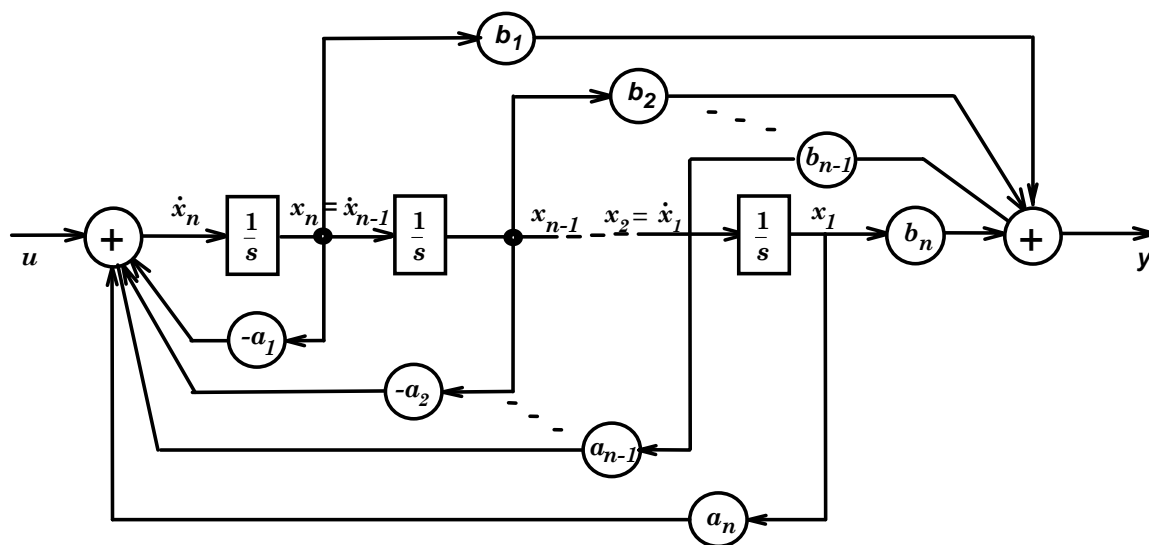 b₁
b₂
bₙ₋₁
ẋₙ
1/s
xₙ = ẋₙ₋₁
1/s
xₙ₋₁
x₂ = ẋ₁
1/s
x₁
bₙ
+
+
u
y
-a₁
-a₂
aₙ₋₁
aₙ